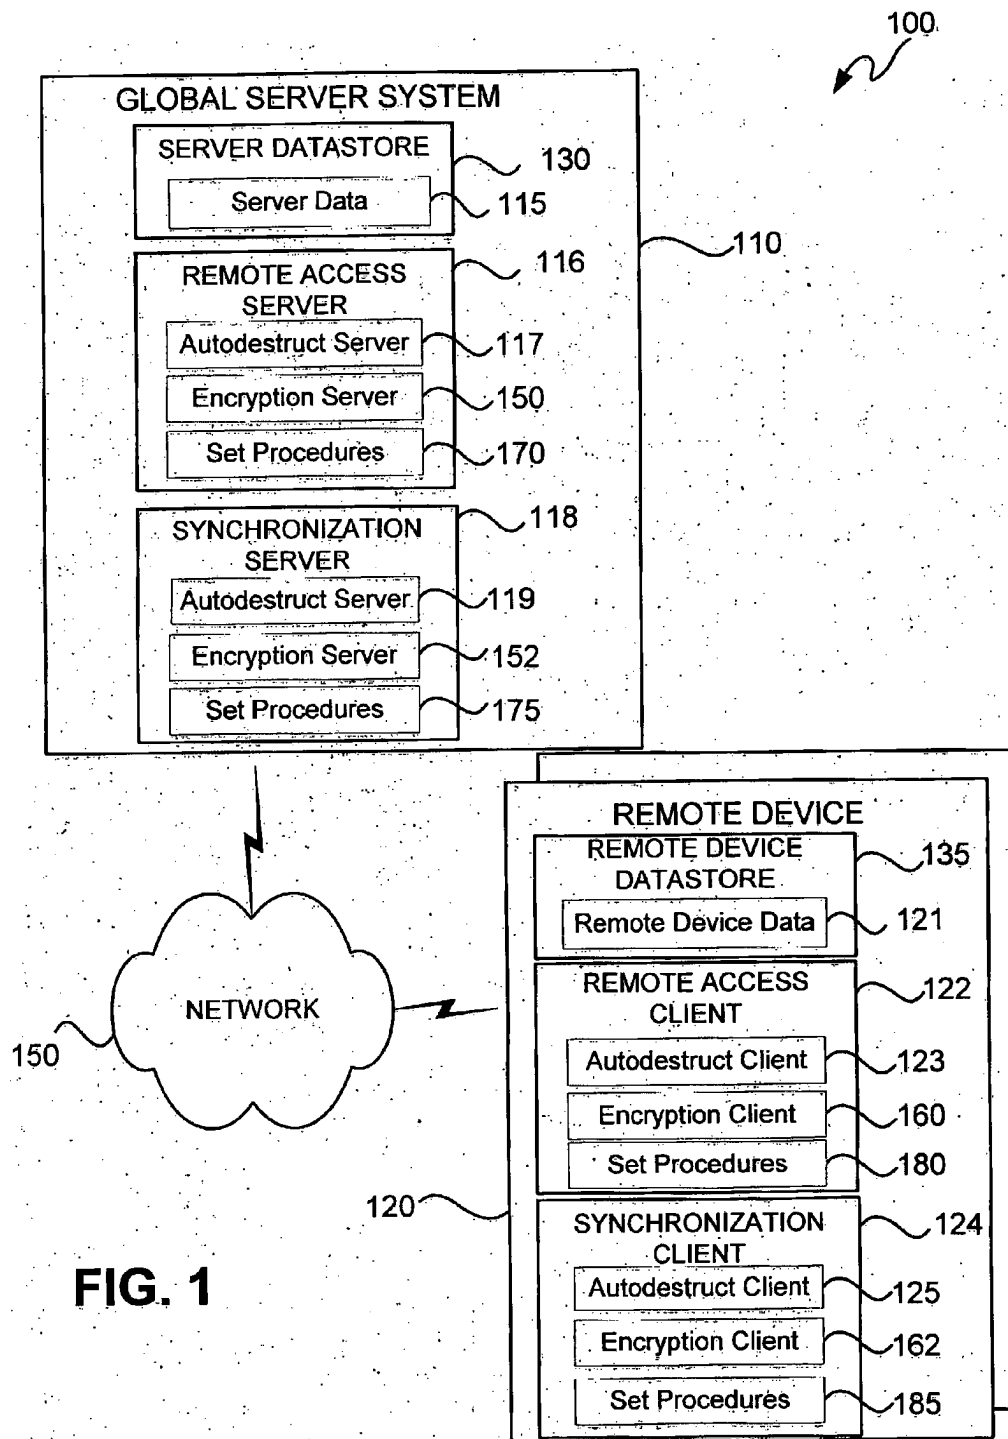 100
GLOBAL SERVER SYSTEM
SERVER DATASTORE
130
Server Data
115
110
REMOTE ACCESS
SERVER
116
Autodestruct Server
117
Encryption Server
150
Set Procedures
170
SYNCHRONIZATION
SERVER
118
Autodestruct Server
119
Encryption Server
152
Set Procedures
175
REMOTE DEVICE
REMOTE DEVICE
DATASTORE
135
Remote Device Data
121
NETWORK
150
REMOTE ACCESS
CLIENT
122
Autodestruct Client
123
Encryption Client
160
Set Procedures
180
120
SYNCHRONIZATION
CLIENT
124
Autodestruct Client
125
Encryption Client
162
Set Procedures
185
FIG. 1